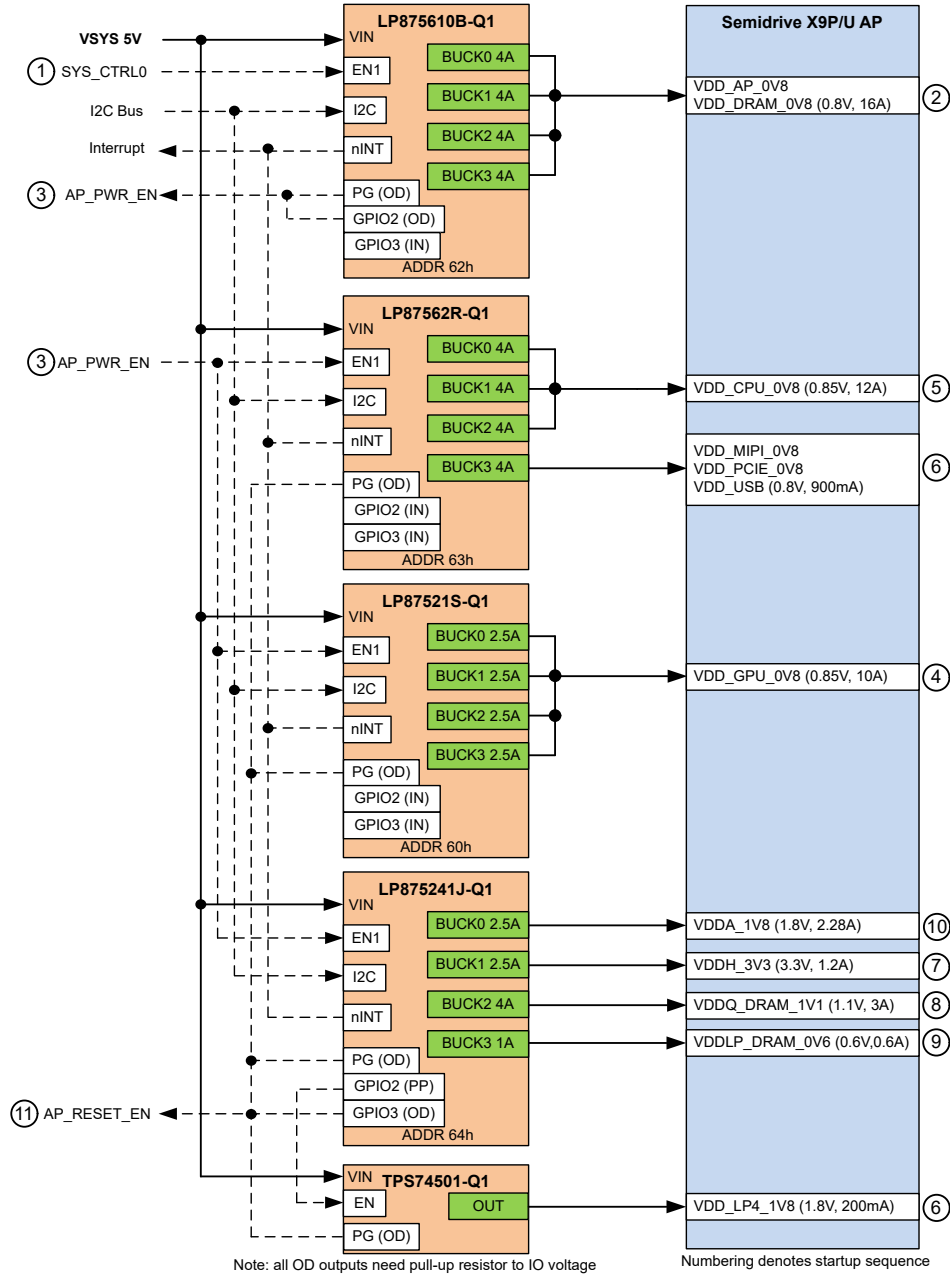 VSYS 5V
① SYS_CTRL0
I2C Bus
Interrupt
③ AP_PWR_EN
LP875610B-Q1
VIN
EN1
I2C
nINT
PG (OD)
GPIO2 (OD)
GPIO3 (IN)
BUCK0 4A
BUCK1 4A
BUCK2 4A
BUCK3 4A
ADDR 62h
Semidrive X9P/U AP
VDD_AP_0V8
VDD_DRAM_0V8 (0.8V, 16A)
②
③ AP_PWR_EN
LP87562R-Q1
VIN
EN1
I2C
nINT
PG (OD)
GPIO2 (IN)
GPIO3 (IN)
BUCK0 4A
BUCK1 4A
BUCK2 4A
BUCK3 4A
ADDR 63h
VDD_CPU_0V8 (0.85V, 12A)
⑤
VDD_MIPI_0V8
VDD_PCIE_0V8
VDD_USB (0.8V, 900mA)
⑥
LP87521S-Q1
VIN
EN1
I2C
nINT
PG (OD)
GPIO2 (IN)
GPIO3 (IN)
BUCK0 2.5A
BUCK1 2.5A
BUCK2 2.5A
BUCK3 2.5A
ADDR 60h
VDD_GPU_0V8 (0.85V, 10A)
④
LP875241J-Q1
VIN
EN1
I2C
nINT
PG (OD)
GPIO2 (PP)
GPIO3 (OD)
BUCK0 2.5A
BUCK1 2.5A
BUCK2 4A
BUCK3 1A
ADDR 64h
VDDA_1V8 (1.8V, 2.28A)
⑩
VDDH_3V3 (3.3V, 1.2A)
⑦
VDDQ_DRAM_1V1 (1.1V, 3A)
⑧
VDDLP_DRAM_0V6 (0.6V,0.6A)
⑨
⑪ AP_RESET_EN
VIN TPS74501-Q1
EN
PG (OD)
OUT
VDD_LP4_1V8 (1.8V, 200mA)
⑥
Note: all OD outputs need pull-up resistor to IO voltage
Numbering denotes startup sequence